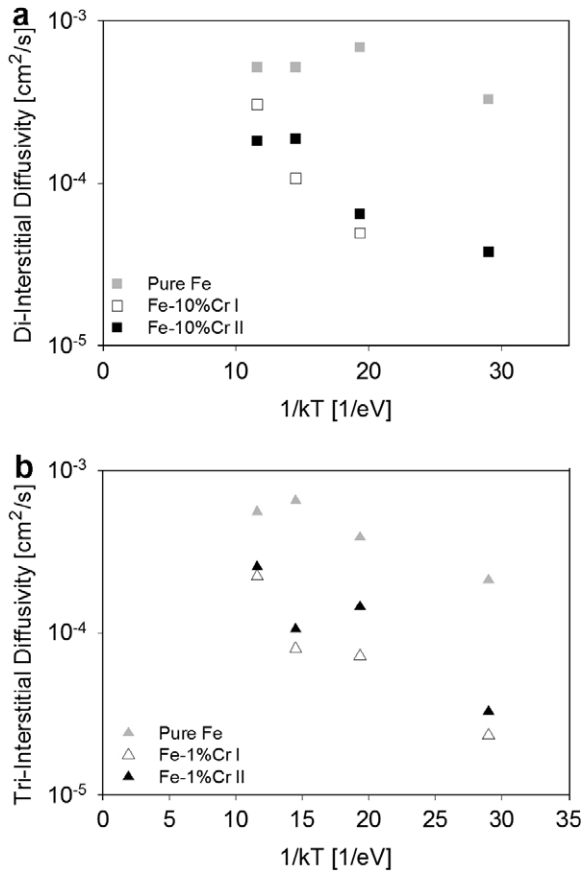 a
10⁻³
10⁻⁴
10⁻⁵
Di-Interstitial Diffusivity [cm²/s]
Pure Fe
Fe-10%Cr I
Fe-10%Cr II
0 10 20 30
1/kT [1/eV]
b
10⁻³
10⁻⁴
10⁻⁵
Tri-Interstitial Diffusivity [cm²/s]
Pure Fe
Fe-1%Cr I
Fe-1%Cr II
0 5 10 15 20 25 30 35
1/kT [1/eV]